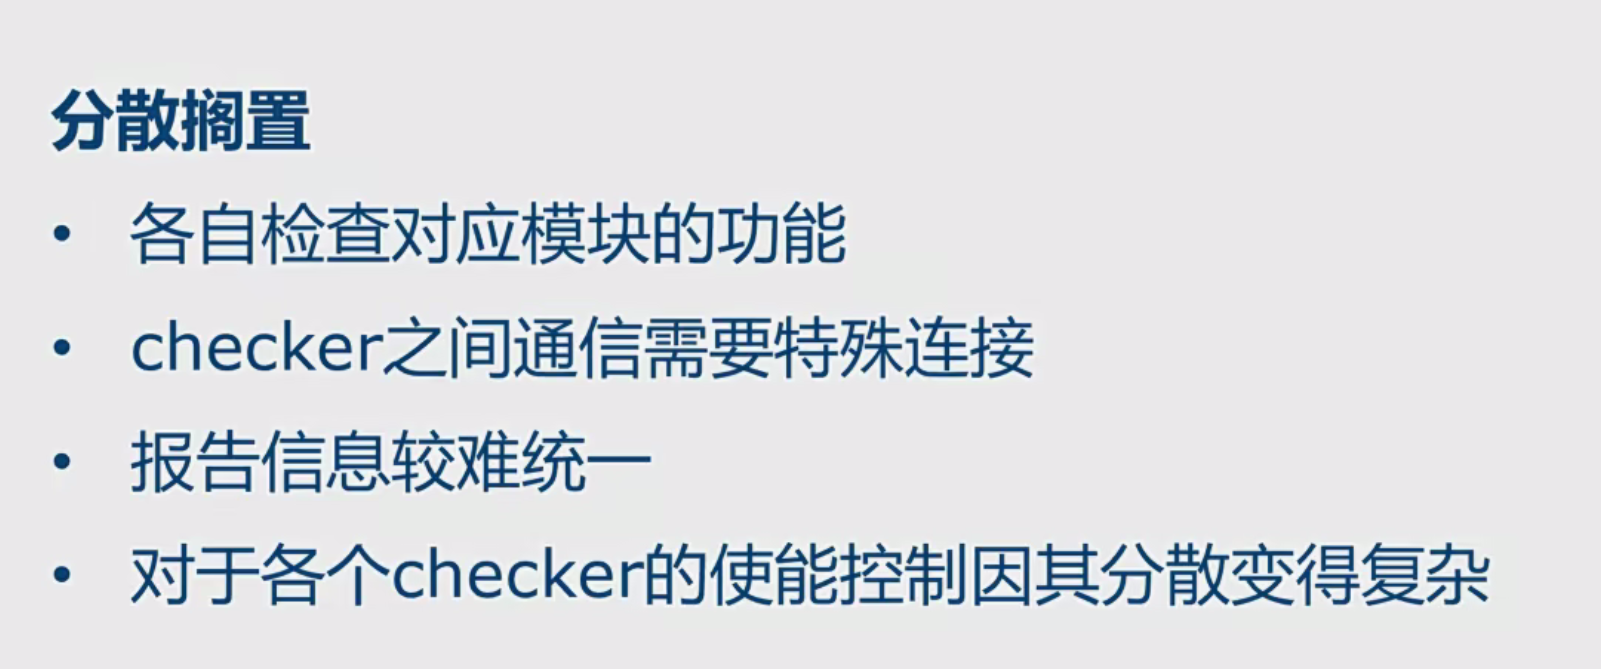 分散搁置
• 各自检查对应模块的功能
• checker之间通信需要特殊连接
• 报告信息较难统一
• 对于各个checker的使能控制因其分散变得复杂